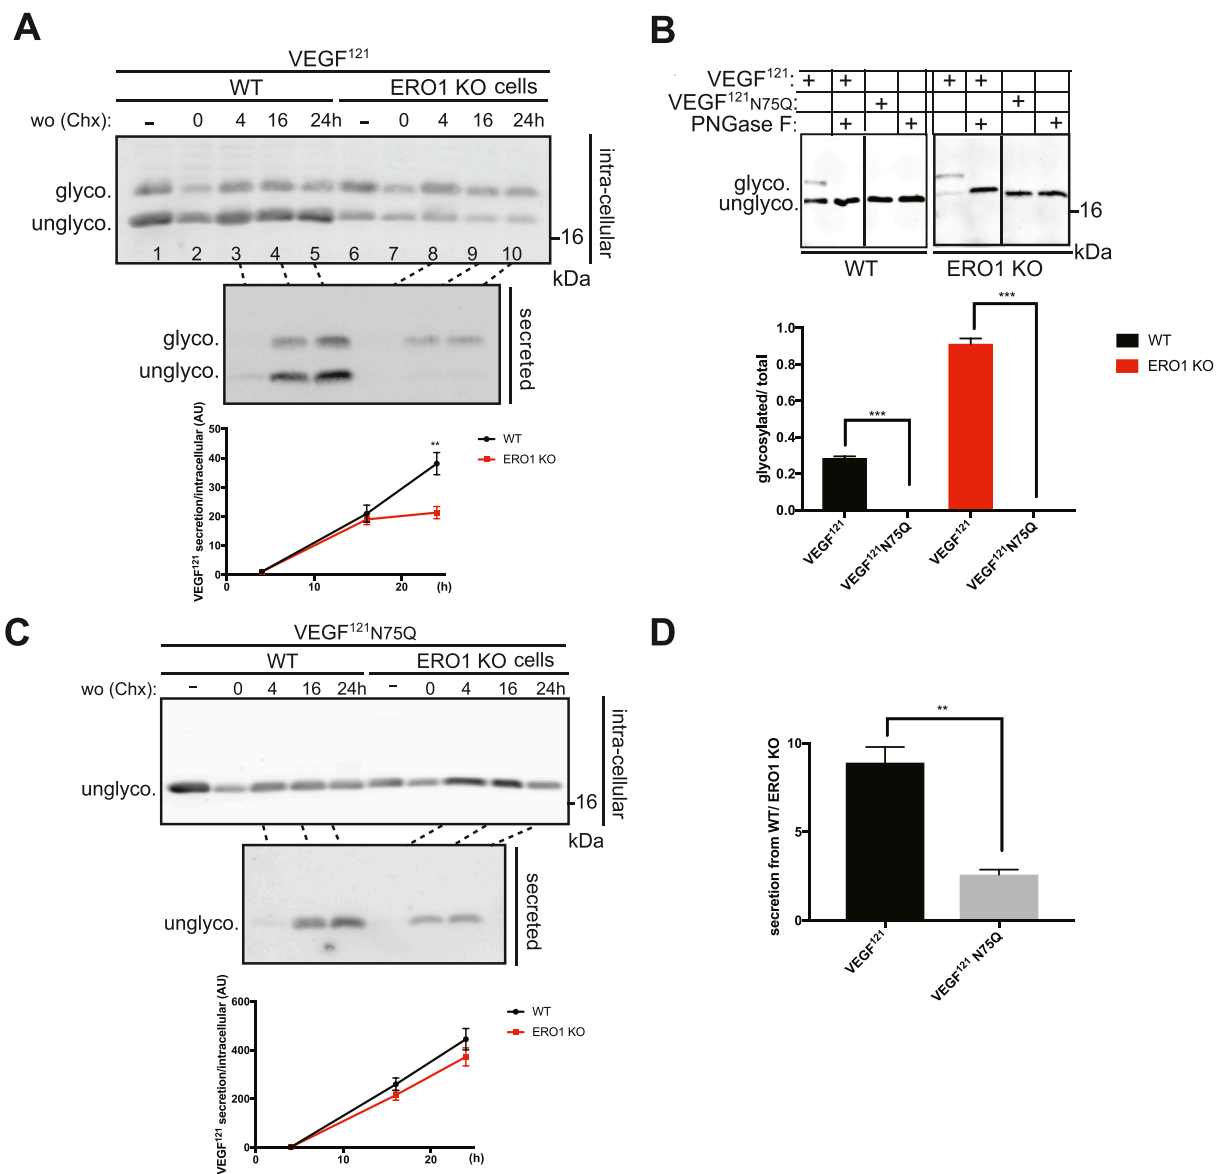 A
VEGF121
WT ERO1 KO cells
wo (Chx): – 0 4 16 24h – 0 4 16 24h
glyco.
unglyco.
16
kDa
intra-cellular
1 2 3 4 5 6 7 8 9 10
glyco.
unglyco.
secreted
VEGF121 secretion/intracellular (AU)
50
40
30
20
10
0
0 10 20 (h)
**
WT
ERO1 KO
B
VEGF121: + + + +
VEGF121N75Q: + +
PNGase F: + + + +
glyco.
unglyco.
16
kDa
WT ERO1 KO
glycosylated/ total
1.0
0.8
0.6
0.4
0.2
0.0
*** ***
VEGF121 VEGF121N75Q VEGF121 VEGF121N75Q
WT
ERO1 KO
C
VEGF121N75Q
WT ERO1 KO cells
wo (Chx): – 0 4 16 24h – 0 4 16 24h
unglyco.
16
kDa
intra-cellular
unglyco.
secreted
VEGF121 secretion/intracellular (AU)
600
400
200
0
0 10 20 (h)
WT
ERO1 KO
D
secretion from WT/ ERO1 KO
10
5
0
**
VEGF121 VEGF121 N75Q